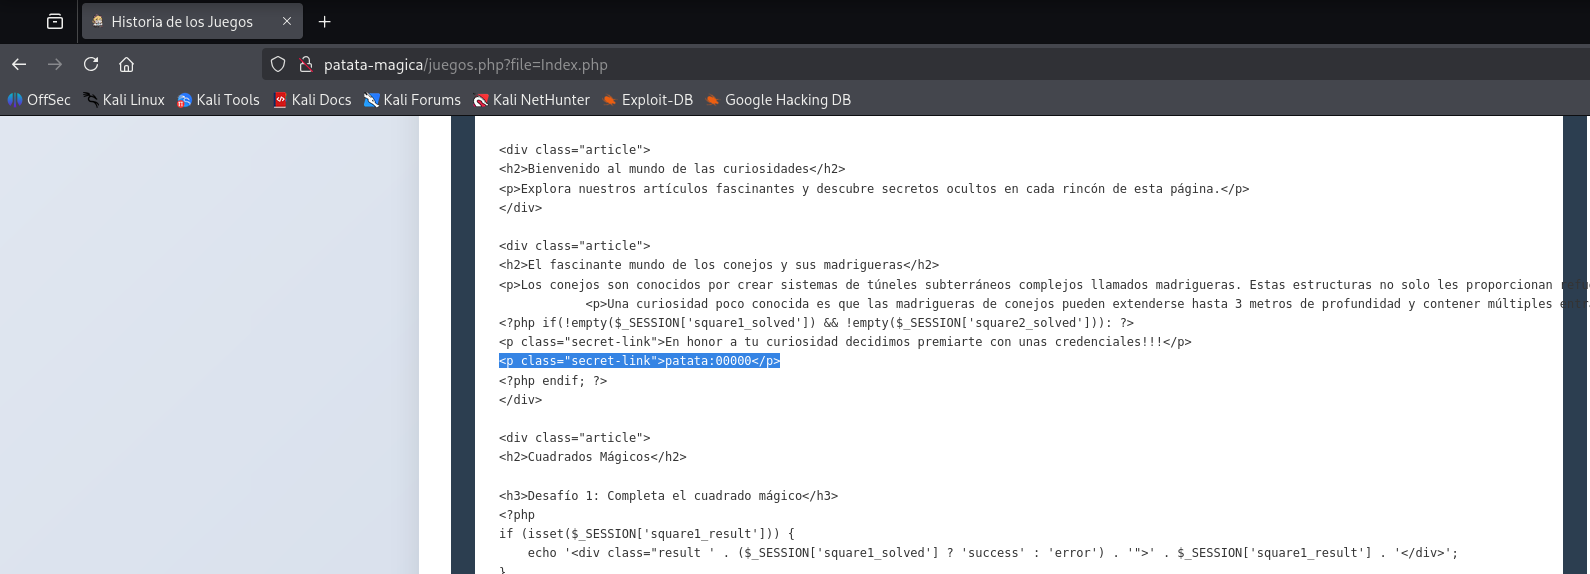 Historia de los Juegos
patata-magica/juegos.php?file=Index.php
OffSec Kali Linux Kali Tools Kali Docs Kali Forums Kali NetHunter Exploit-DB Google Hacking DB
<div class="article">
<h2>Bienvenido al mundo de las curiosidades</h2>
<p>Explora nuestros artículos fascinantes y descubre secretos ocultos en cada rincón de esta página.</p>
</div>
<div class="article">
<h2>El fascinante mundo de los conejos y sus madrigueras</h2>
<p>Los conejos son conocidos por crear sistemas de túneles subterráneos complejos llamados madrigueras. Estas estructuras no solo les proporcionan
<p>Una curiosidad poco conocida es que las madrigueras de conejos pueden extenderse hasta 3 metros de profundidad y contener múltiples
<?php if(!empty($_SESSION['square1_solved']) && !empty($_SESSION['square2_solved'])): ?>
<p class="secret-link">En honor a tu curiosidad decidimos premiarte con unas credenciales!!!</p>
<p class="secret-link">patata:00000</p>
<?php endif; ?>
</div>
<div class="article">
<h2>Cuadrados Mágicos</h2>
<h3>Desafío 1: Completa el cuadrado mágico</h3>
<?php
if (isset($_SESSION['square1_result'])) {
echo '<div class="result ' . ($_SESSION['square1_solved'] ? 'success' : 'error') . '">' . $_SESSION['square1_result'] . '</div>';
}